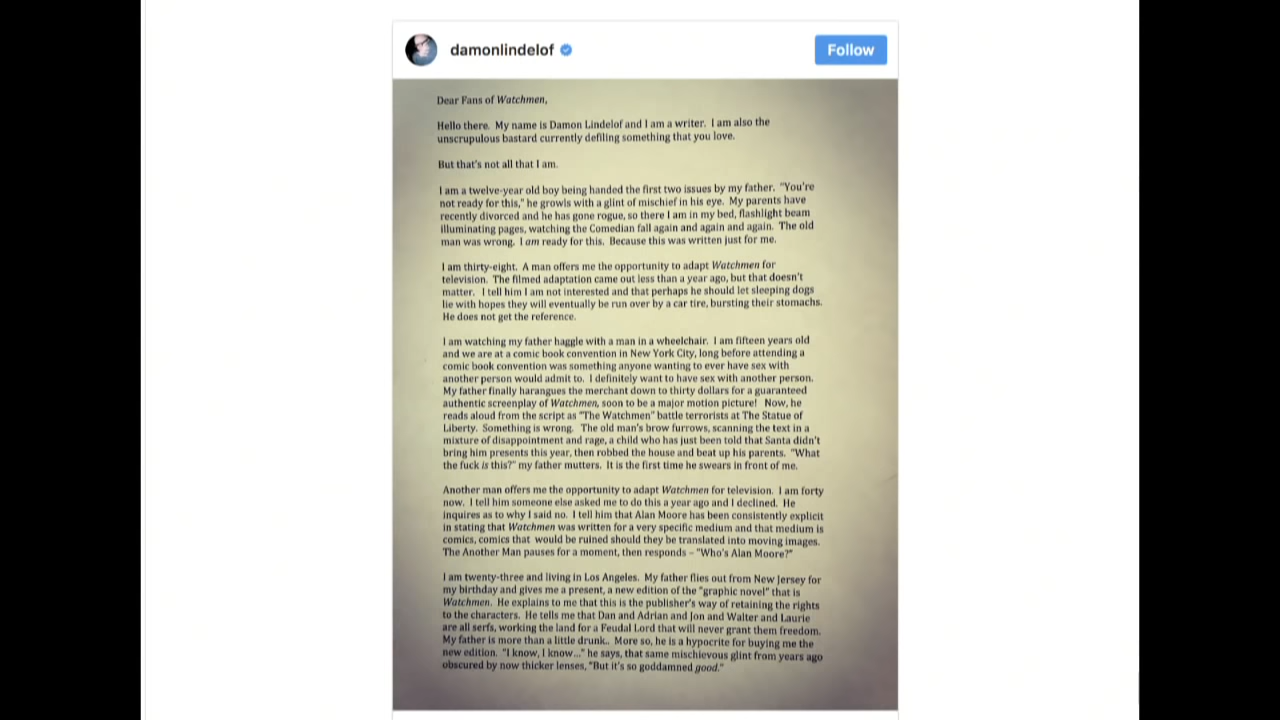 damonlindelof
Follow
Dear Fans of Watchmen,
Hello there. My name is Damon Lindelof and I am a writer. I am also the
unscrupulous bastard currently defiling something that you love.
But that's not all that I am.
I am a twelve-year old boy being handed the first two issues by my father. "You're
not ready for this," he growls with a glint of mischief in his eye. My parents have
recently divorced and he has gone rogue, so there I am in my bed, flashlight beam
illuminating pages, watching the Comedian fall again and again and again. The old
man was wrong. I am ready for this. Because this was written just for me.
I am thirty-eight. A man offers me the opportunity to adapt Watchmen for
television. The filmed adaptation came out less than a year ago, but that doesn't
matter. I tell him I am not interested and that perhaps he should let sleeping dogs
lie with hopes they will eventually be run over by a car tire, bursting their stomachs.
He does not get the reference.
I am watching my father haggle with a man in a wheelchair. I am fifteen years old
and we are at a comic book convention in New York City, long before attending a
comic book convention was something anyone wanting to ever have sex with
another person would admit to. I definitely want to have sex with another person.
My father finally harangues the merchant down to thirty dollars for a guaranteed
authentic screenplay of Watchmen, soon to be a major motion picture! Now, he
reads aloud from the script as "The Watchmen" battle terrorists at The Statue of
Liberty. Something is wrong. The old man's brow furrows, scanning the text in a
mixture of disappointment and rage, a child who has just been told that Santa didn't
bring him presents this year, then robbed the house and beat up his parents. "What
the fuck is this?" my father mutters. It is the first time he swears in front of me.
Another man offers me the opportunity to adapt Watchmen for television. I am forty
now. I tell him someone else asked me to do this a year ago and I declined. He
inquires as to why I said no. I tell him that Alan Moore has been consistently explicit
in stating that Watchmen was written for a very specific medium and that medium is
comics, comics that would be ruined should they be translated into moving images.
The Another Man pauses for a moment, then responds – "Who's Alan Moore?"
I am twenty-three and living in Los Angeles. My father flies out from New Jersey for
my birthday and gives me a present, a new edition of the "graphic novel" that is
Watchmen. He explains to me that this is the publisher's way of retaining the rights
to the characters. He tells me that Dan and Adrian and Jon and Walter and Laurie
are all serfs, working the land for a Feudal Lord that will never grant them freedom.
My father is more than a little drunk. More so, he is a hypocrite for buying me the
new edition. "I know, I know..." he says, that same mischievous glint from years ago
obscured by now thicker lenses, "But it's so goddamned good."